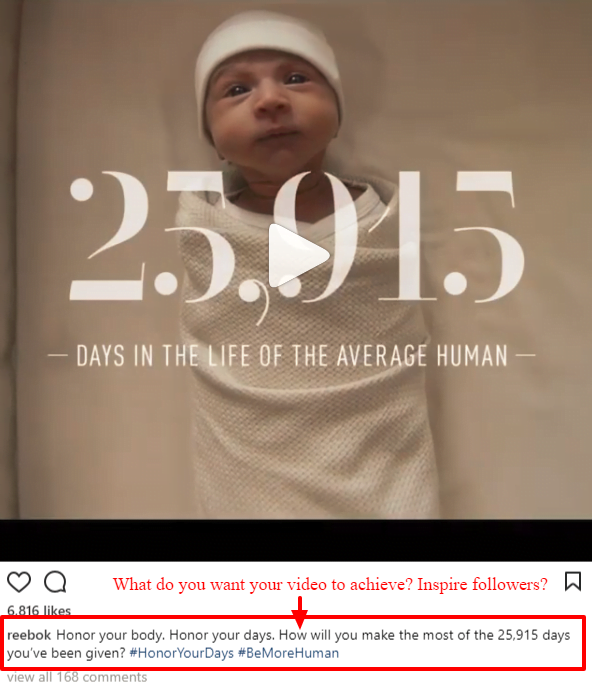 25,915
— DAYS IN THE LIFE OF THE AVERAGE HUMAN —
What do you want your video to achieve? Inspire followers?
6,816 likes
reebok Honor your body. Honor your days. How will you make the most of the 25,915 days
you've been given? #HonorYourDays #BeMoreHuman
view all 168 comments